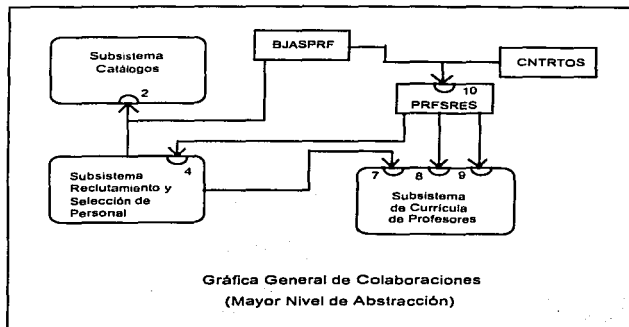 Subsistema
Catálogos
2
BJASPRF
CNTRTOS
10
PRFSRES
4
Subsistema
Reclutamiento y
Selección de
Personal
7
8
9
Subsistema
de Currícula
de Profesores
Gráfica General de Colaboraciones
(Mayor Nivel de Abstracción)